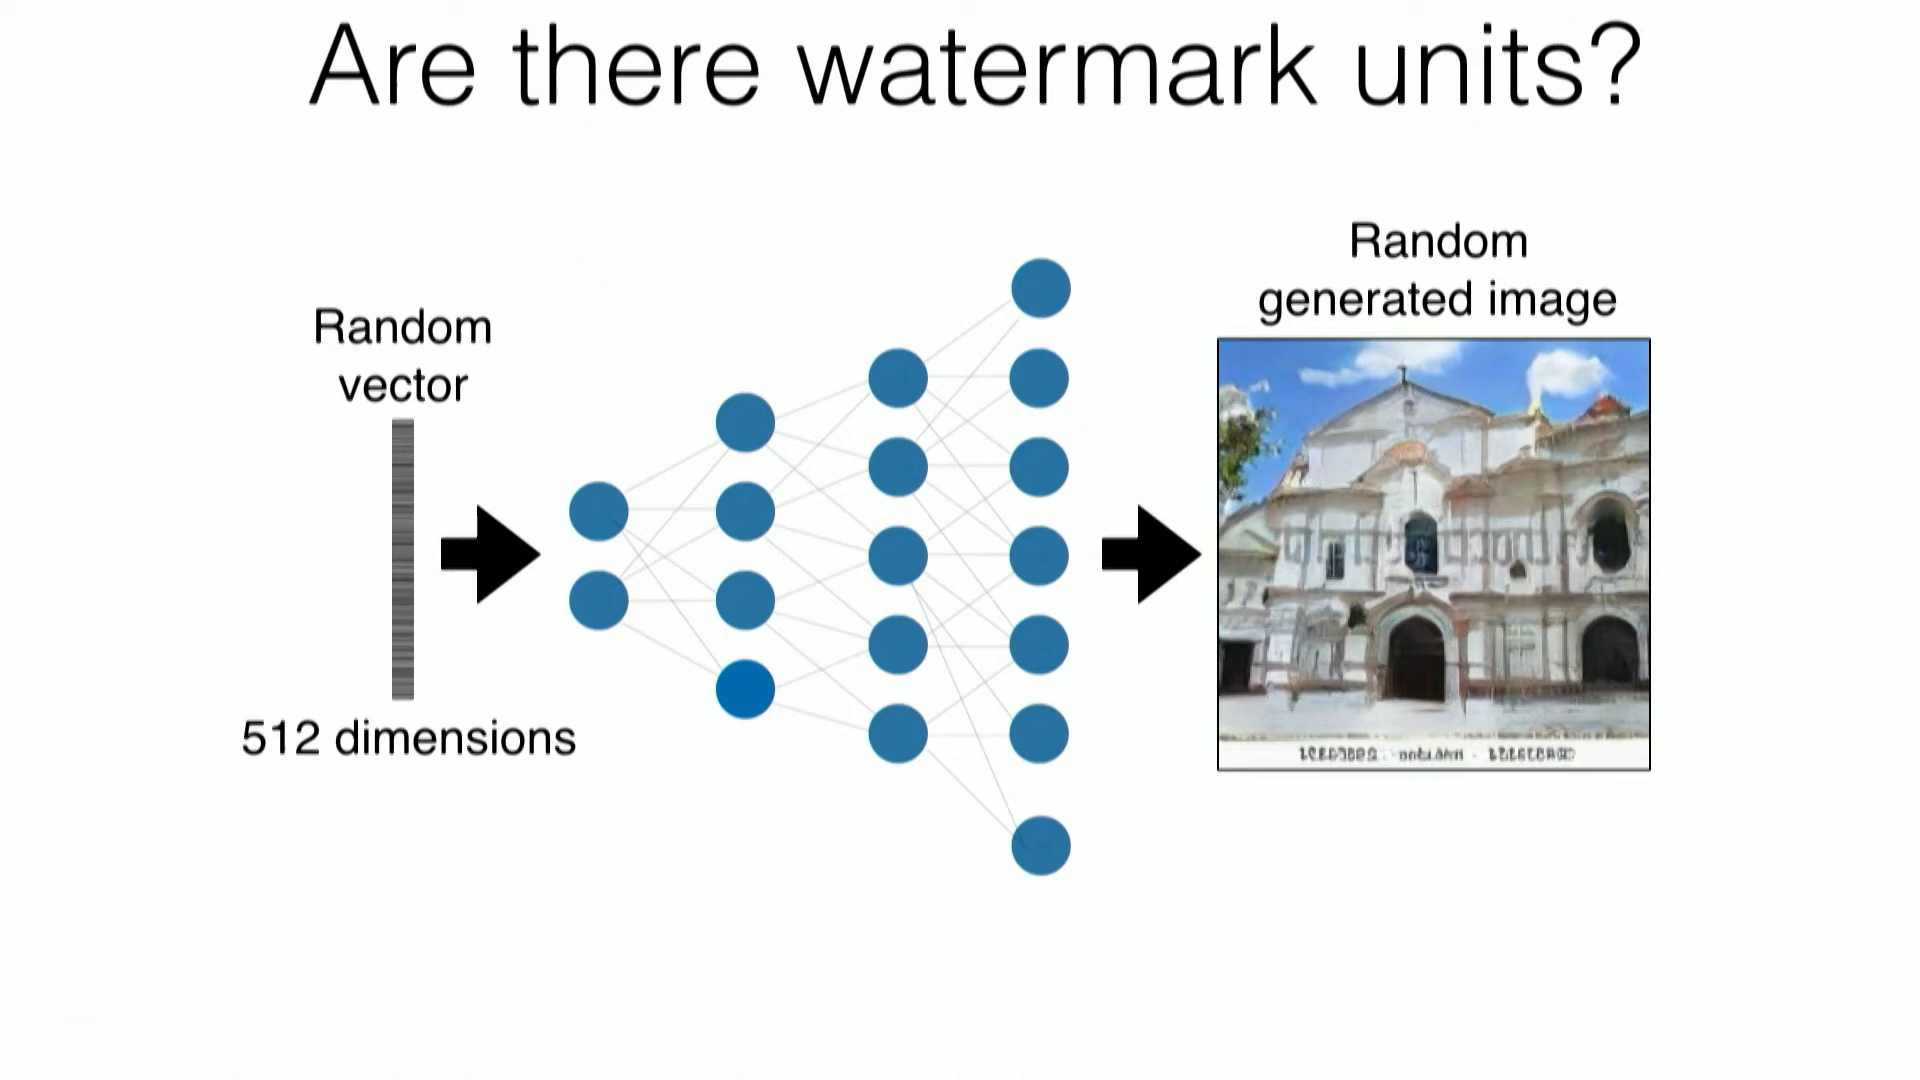 Are there watermark units?
Random
vector
512 dimensions
Random
generated image